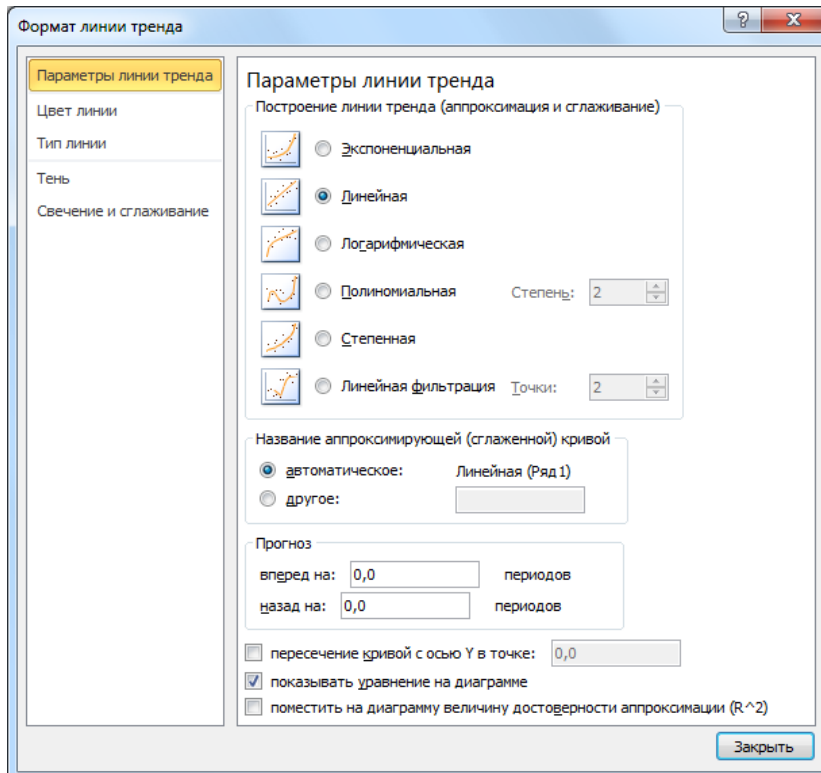 Формат линии тренда
Параметры линии тренда
Цвет линии
Тип линии
Тень
Свечение и сглаживание
Параметры линии тренда
Построение линии тренда (аппроксимация и сглаживание)
Экспоненциальная
Линейная
Логарифмическая
Полиномиальная Степень: 2
Степенная
Линейная фильтрация Точки: 2
Название аппроксимирующей (сглаженной) кривой
автоматическое: Линейная (Ряд1)
другое:
Прогноз
вперед на: 0,0 периодов
назад на: 0,0 периодов
пересечение кривой с осью Y в точке: 0,0
показывать уравнение на диаграмме
поместить на диаграмму величину достоверности аппроксимации (R^2)
Закрыть